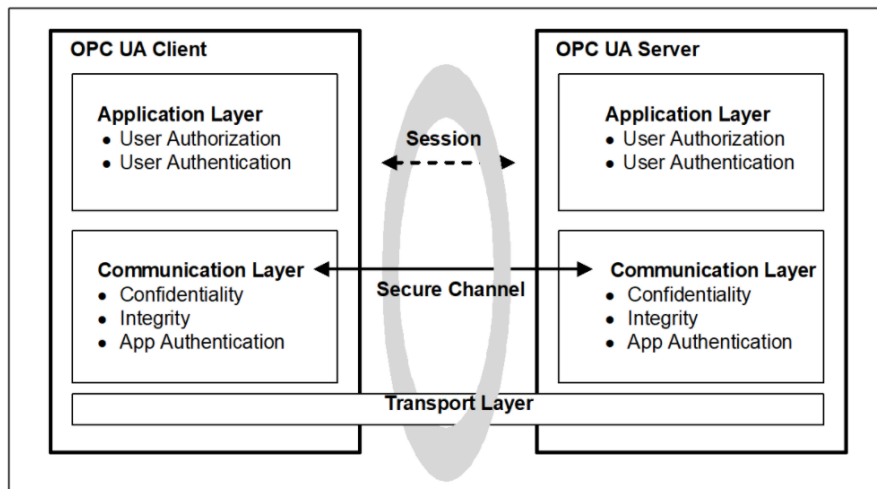 OPC UA Client
Application Layer
• User Authorization
• User Authentication
Communication Layer
• Confidentiality
• Integrity
• App Authentication
Session
Secure Channel
Transport Layer
OPC UA Server
Application Layer
• User Authorization
• User Authentication
Communication Layer
• Confidentiality
• Integrity
• App Authentication